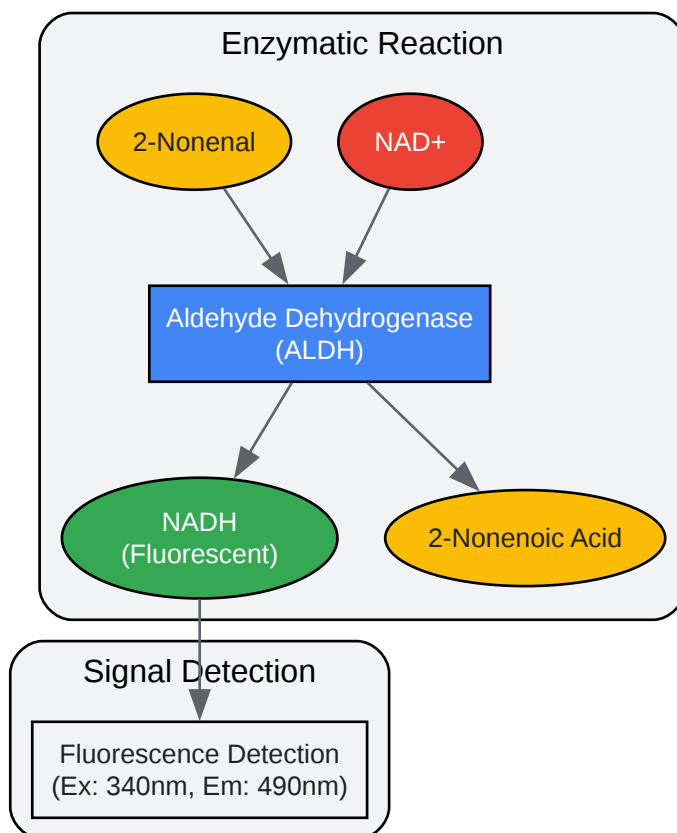 Enzymatic Reaction
2-Nonenal
NAD+
Aldehyde Dehydrogenase
(ALDH)
NADH
(Fluorescent)
2-Nonenoic Acid
Signal Detection
Fluorescence Detection
(Ex: 340nm, Em: 490nm)